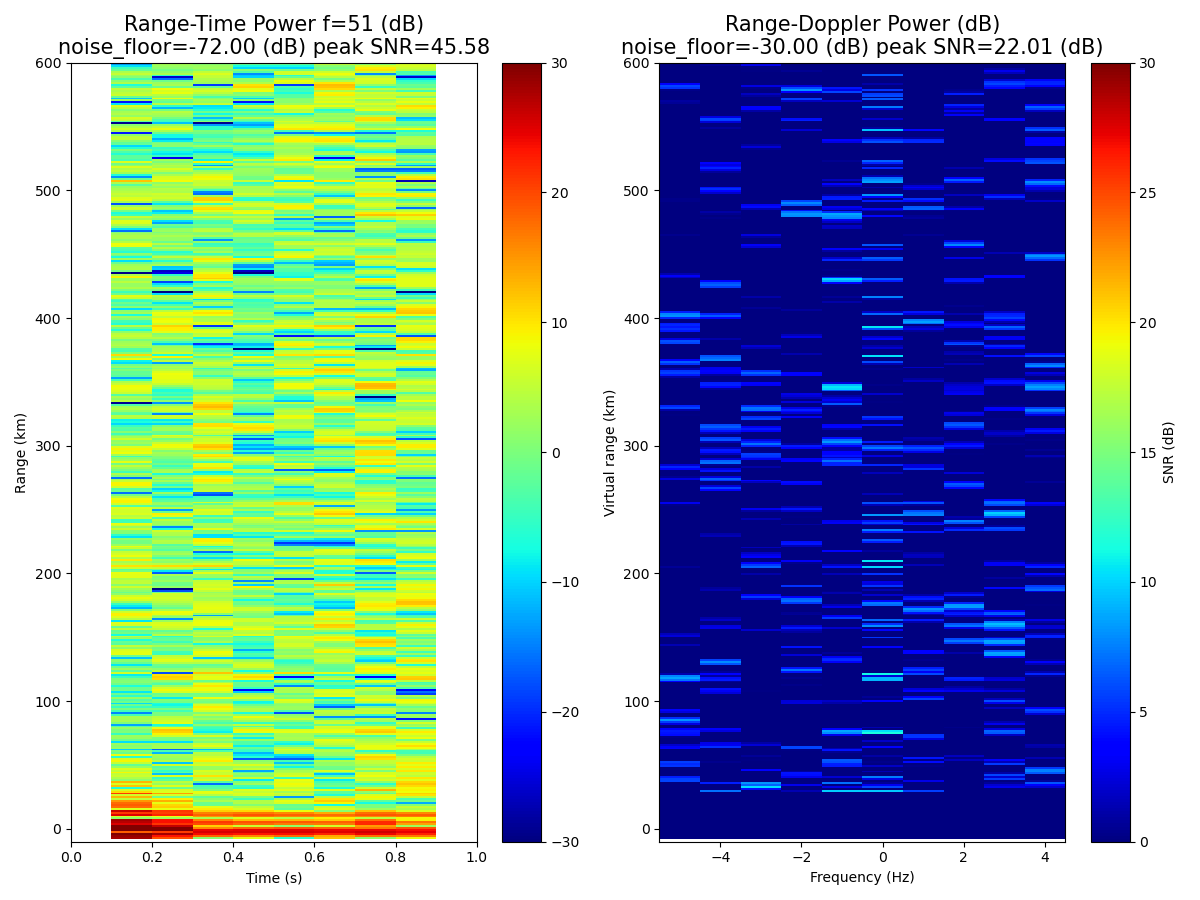 Range-Time Power f=51 (dB)
noise_floor=-72.00 (dB) peak SNR=45.58
Range (km)
600
500
400
300
200
100
0
0.0 0.2 0.4 0.6 0.8 1.0
Time (s)
30
20
10
0
−10
−20
−30
Range-Doppler Power (dB)
noise_floor=-30.00 (dB) peak SNR=22.01 (dB)
Virtual range (km)
600
500
400
300
200
100
0
−4 −2 0 2 4
Frequency (Hz)
30
25
20
15
10
5
0
SNR (dB)